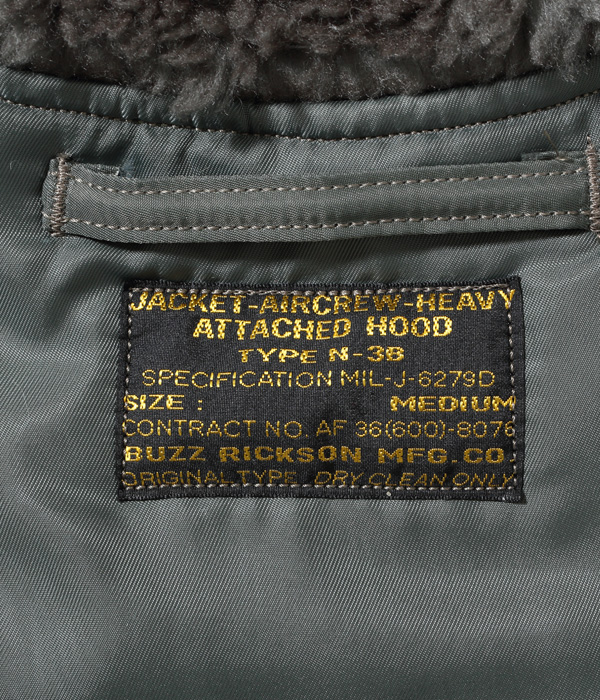 JACKET-AIRCREW-HEAVY
ATTACHED HOOD
TYPE N-3B
SPECIFICATION MIL-J-6279D
SIZE : MEDIUM
CONTRACT NO. AF 36(600)-8076
BUZZ RICKSON MFG.CO
ORIGINAL TYPE DRY CLEAN ONLY